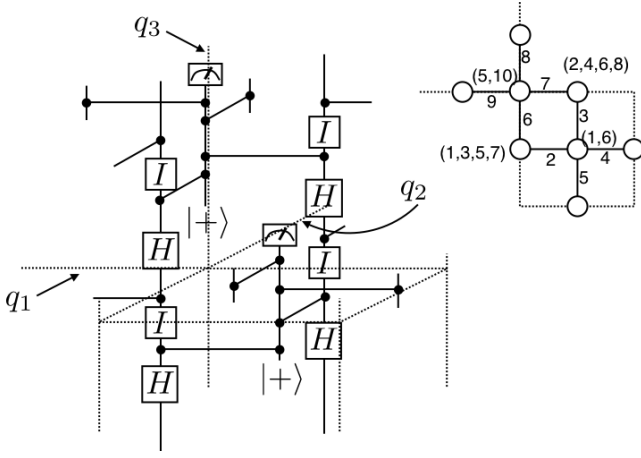 q₃
8
(5,10)
7
(2,4,6,8)
9
6
3
(1,6)
(1,3,5,7)
2
4
5
I
I
H
q₂
|+⟩
H
I
q₁
I
H
H
|+⟩